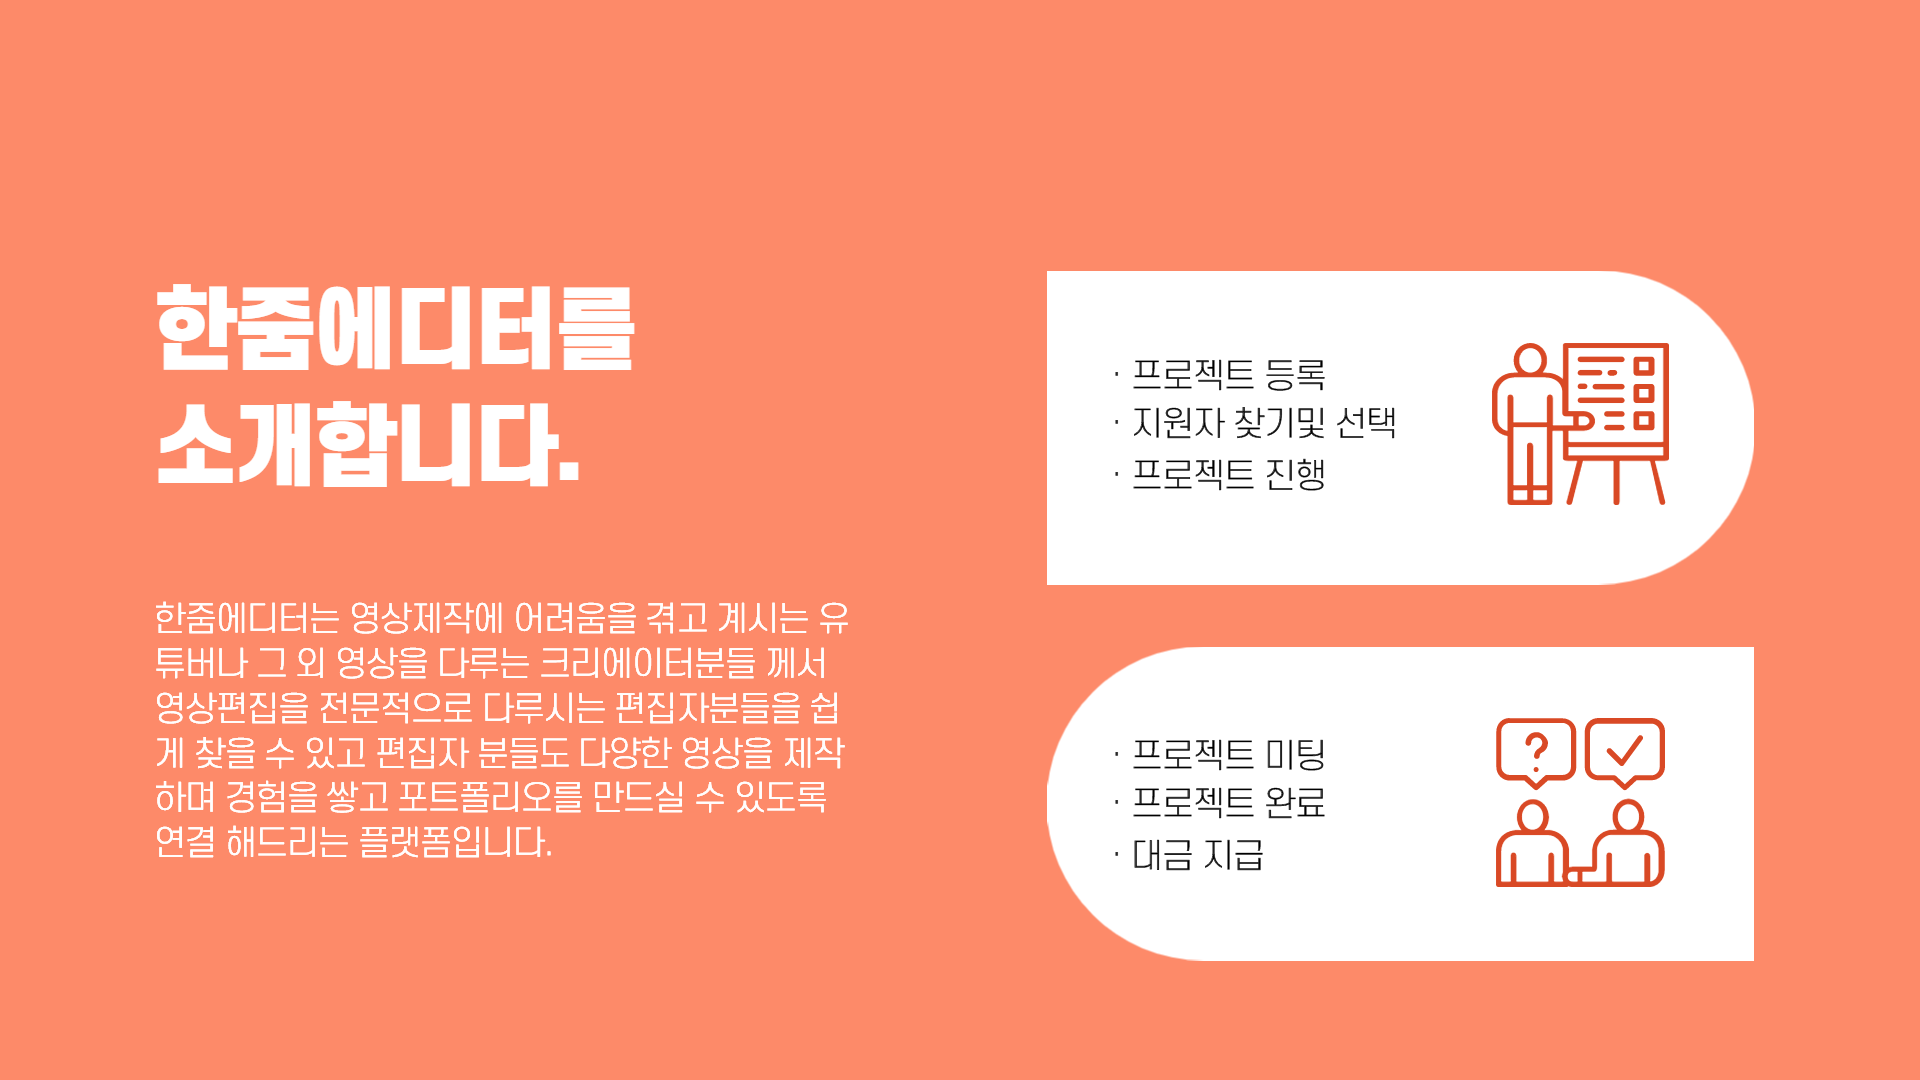 한줌에디터를
소개합니다.
한줌에디터는 영상제작에 어려움을 겪고 계시는 유
튜버나 그 외 영상을 다루는 크리에이터분들 께서
영상편집을 전문적으로 다루시는 편집자분들을 쉽
게 찾을 수 있고 편집자 분들도 다양한 영상을 제작
하며 경험을 쌓고 포트폴리오를 만드실 수 있도록
연결 해드리는 플랫폼입니다.
· 프로젝트 등록
· 지원자 찾기및 선택
· 프로젝트 진행
· 프로젝트 미팅
· 프로젝트 완료
· 대금 지급